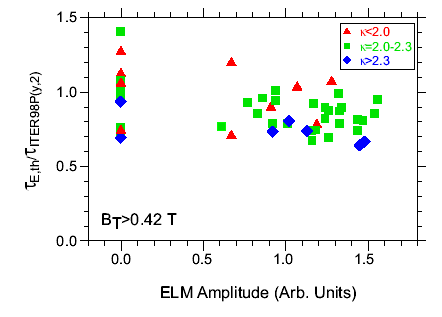 1.5
1.0
0.5
0.0
0.0
0.5
1.0
1.5
τE,th/τITER98P(y,2)
κ<2.0
κ=2.0-2.3
κ>2.3
BT>0.42 T
ELM Amplitude (Arb. Units)